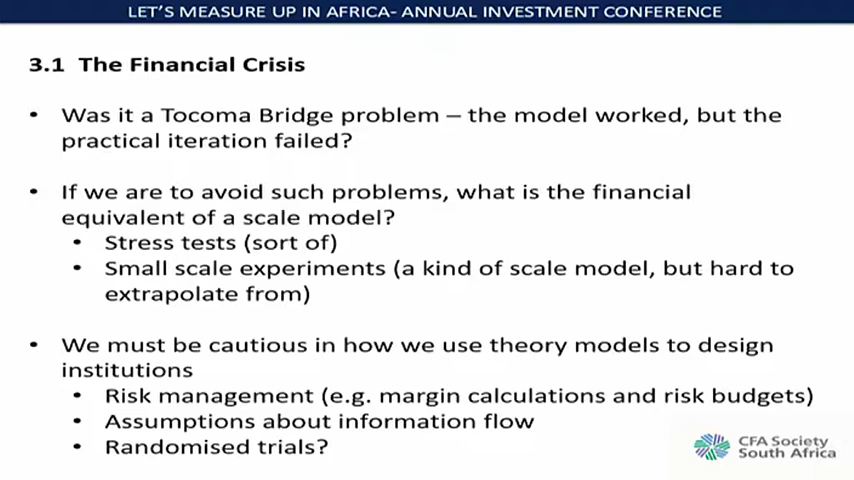 LET'S MEASURE UP IN AFRICA- ANNUAL INVESTMENT CONFERENCE
3.1 The Financial Crisis
• Was it a Tocoma Bridge problem – the model worked, but the
practical iteration failed?
• If we are to avoid such problems, what is the financial
equivalent of a scale model?
• Stress tests (sort of)
• Small scale experiments (a kind of scale model, but hard to
extrapolate from)
• We must be cautious in how we use theory models to design
institutions
• Risk management (e.g. margin calculations and risk budgets)
• Assumptions about information flow
• Randomised trials?
CFA Society
South Africa